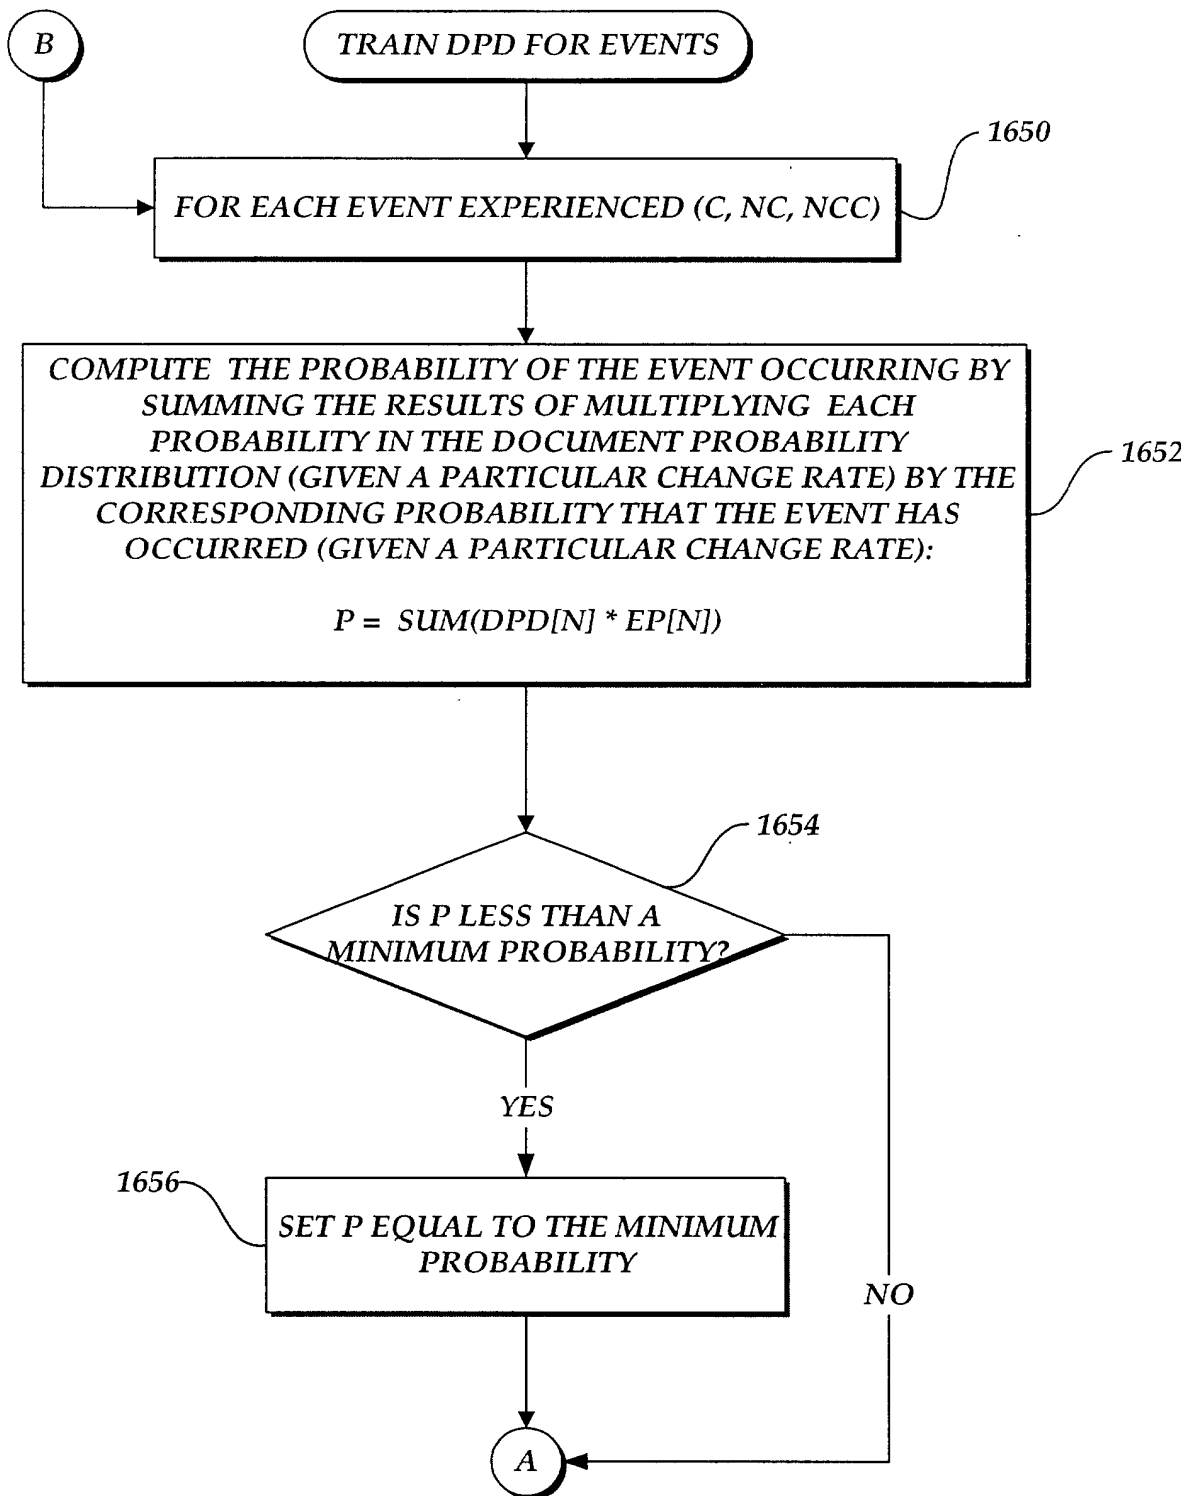 B
TRAIN DPD FOR EVENTS
1650
FOR EACH EVENT EXPERIENCED (C, NC, NCC)
COMPUTE THE PROBABILITY OF THE EVENT OCCURRING BY
SUMMING THE RESULTS OF MULTIPLYING EACH
PROBABILITY IN THE DOCUMENT PROBABILITY
DISTRIBUTION (GIVEN A PARTICULAR CHANGE RATE) BY THE
CORRESPONDING PROBABILITY THAT THE EVENT HAS
OCCURRED (GIVEN A PARTICULAR CHANGE RATE):
P = SUM(DPD[N] * EP[N])
1652
1654
IS P LESS THAN A
MINIMUM PROBABILITY?
YES
1656
SET P EQUAL TO THE MINIMUM
PROBABILITY
NO
A